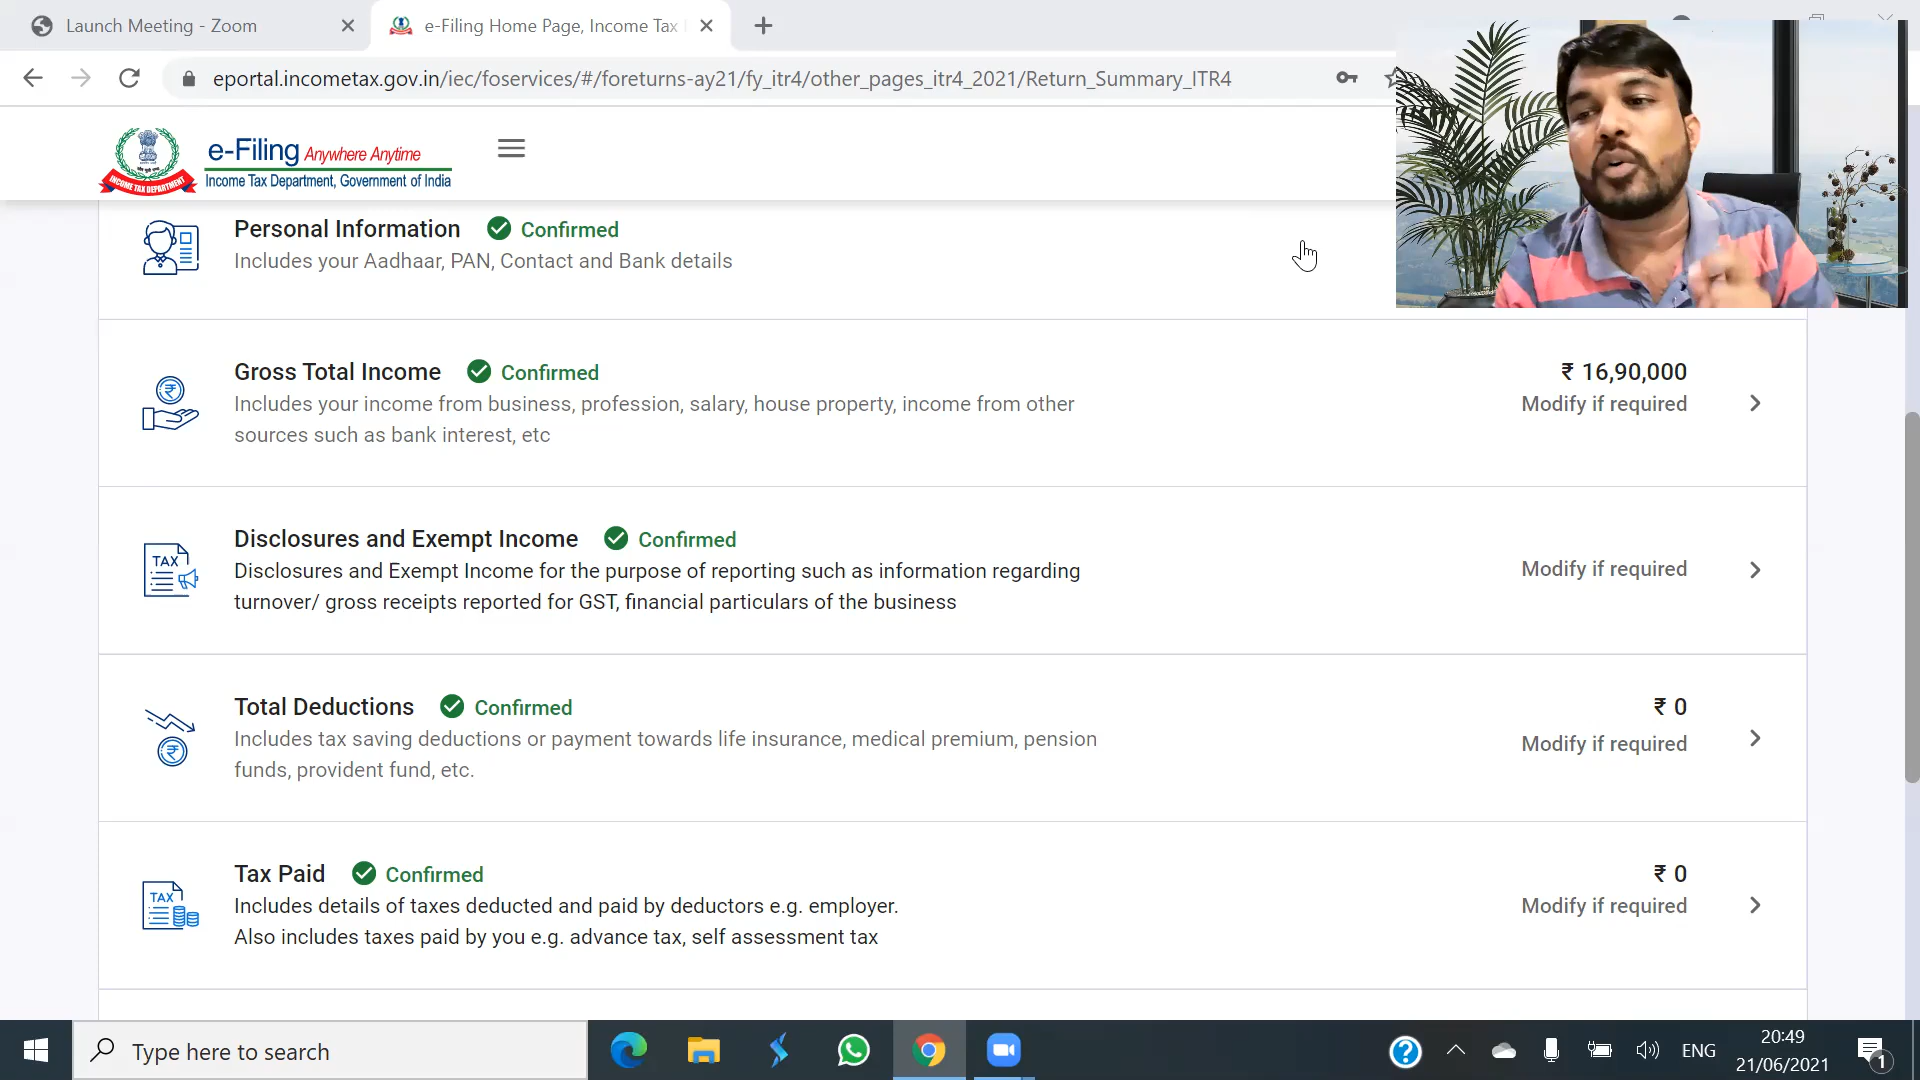 Launch Meeting - Zoom
e-Filing Home Page, Income Tax
eportal.incometax.gov.in/iec/foservices/#/foreturns-ay21/fy_itr4/other_pages_itr4_2021/Return_Summary_ITR4
e-Filing Anywhere Anytime
Income Tax Department, Government of India
INCOME TAX DEPARTMENT
Personal Information Confirmed
Includes your Aadhaar, PAN, Contact and Bank details
Gross Total Income Confirmed
₹ 16,90,000
Includes your income from business, profession, salary, house property, income from other
sources such as bank interest, etc
Modify if required
Disclosures and Exempt Income Confirmed
TAX
Disclosures and Exempt Income for the purpose of reporting such as information regarding
turnover/ gross receipts reported for GST, financial particulars of the business
Modify if required
Total Deductions Confirmed
₹ 0
Includes tax saving deductions or payment towards life insurance, medical premium, pension
funds, provident fund, etc.
Modify if required
Tax Paid Confirmed
₹ 0
TAX
Includes details of taxes deducted and paid by deductors e.g. employer.
Also includes taxes paid by you e.g. advance tax, self assessment tax
Modify if required
Type here to search
ENG
20:49
21/06/2021
1